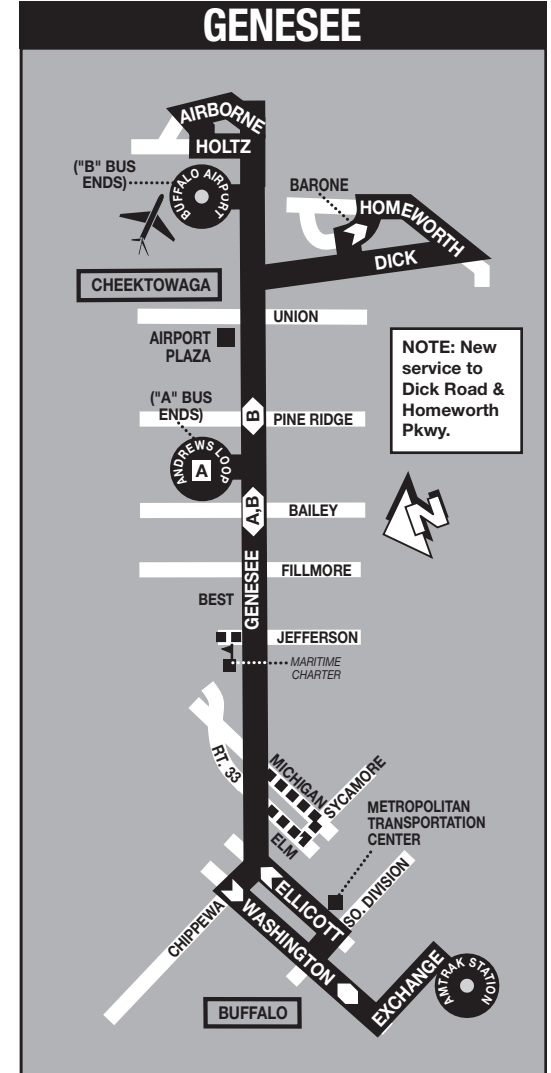 GENESEE
AIRBORNE
HOLTZ
("B" BUS
ENDS)
BUFFALO AIRPORT
BARONE
HOMEWORTH
DICK
CHEEKTOWAGA
UNION
AIRPORT
PLAZA
NOTE: New
service to
Dick Road &
Homeworth
Pkwy.
("A" BUS
ENDS)
B
PINE RIDGE
ANDREWS LOOP
A
A,B
BAILEY
N
GENESEE
FILLMORE
BEST
JEFFERSON
MARITIME
CHARTER
RT. 33
MICHIGAN
SYCAMORE
ELM
METROPOLITAN
TRANSPORTATION
CENTER
ELLICOTT
SO. DIVISION
CHIPPEWA
WASHINGTON
EXCHANGE
AMTRAK STATION
BUFFALO